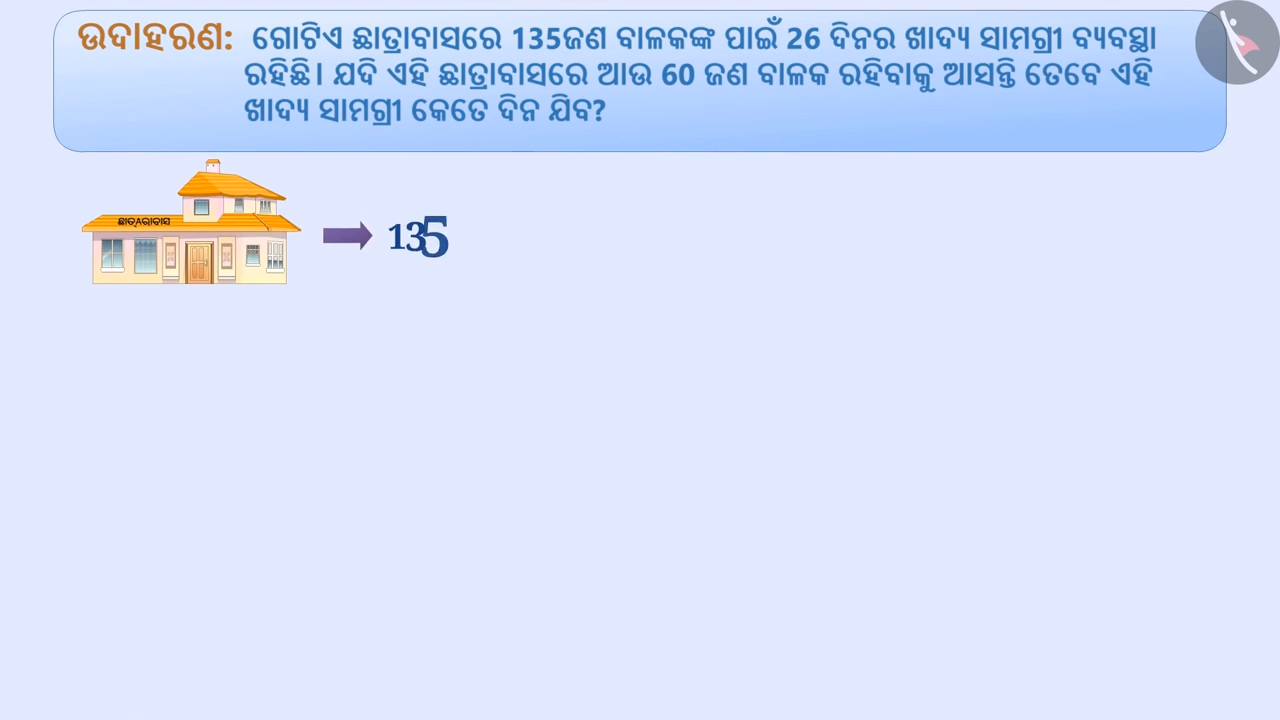 ଉଦାହରଣ: ଗୋଟିଏ ଛାତ୍ରାବାସରେ 135ଜଣ ବାଳକଙ୍କ ପାଇଁ 26 ଦିନର ଖାଦ୍ୟ ସାମଗ୍ରୀ ବ୍ୟବସ୍ଥା
ରହିଛି। ଯଦି ଏହି ଛାତ୍ରାବାସରେ ଆଉ 60 ଜଣ ବାଳକ ରହିବାକୁ ଆସନ୍ତି ତେବେ ଏହି
ଖାଦ୍ୟ ସାମଗ୍ରୀ କେତେ ଦିନ ଯିବ?
135